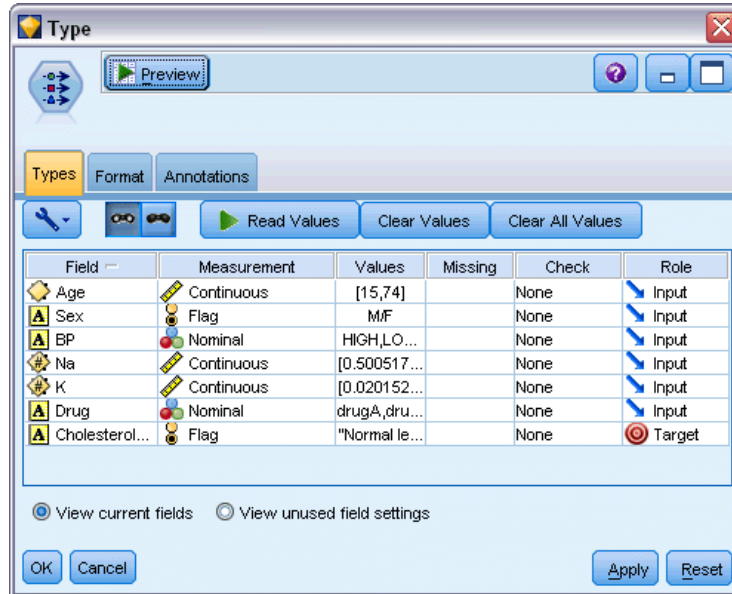 Type
Preview
Types Format Annotations
Read Values Clear Values Clear All Values
Field Measurement Values Missing Check Role
Age Continuous [15,74] None Input
A Sex Flag M/F None Input
A BP Nominal HIGH,LO... None Input
# Na Continuous [0.500517... None Input
# K Continuous [0.020152... None Input
A Drug Nominal drugA,dru... None Input
A Cholesterol... Flag "Normal le... None Target
View current fields View unused field settings
OK Cancel Apply Reset